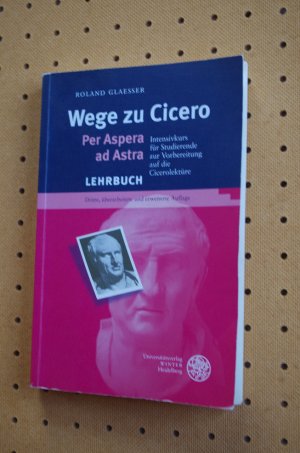 ROLAND GLAESSER
Wege zu Cicero
Per Aspera
ad Astra
Intensivkurs
für Studierende
zur Vorbereitung
auf die
Cicerolektüre
LEHRBUCH
Dritte, überarbeitete und erweiterte Auflage
Universitätsverlag
WINTER
Heidelberg